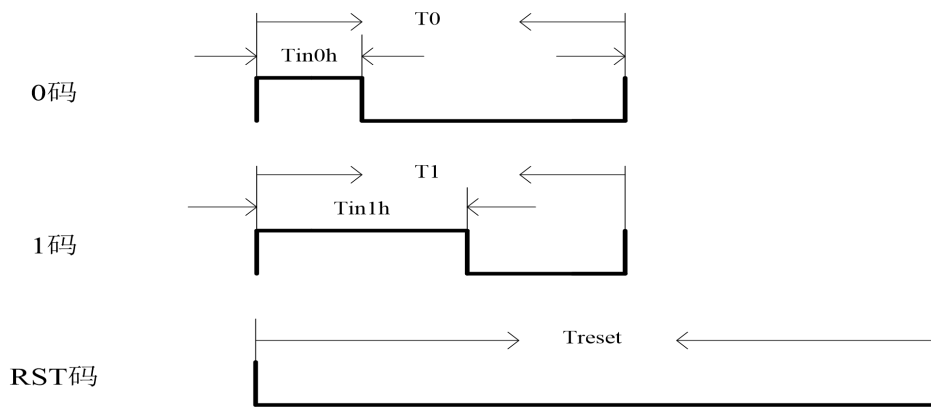 T0
Tin0h
0码
T1
Tin1h
1码
Treset
RST码